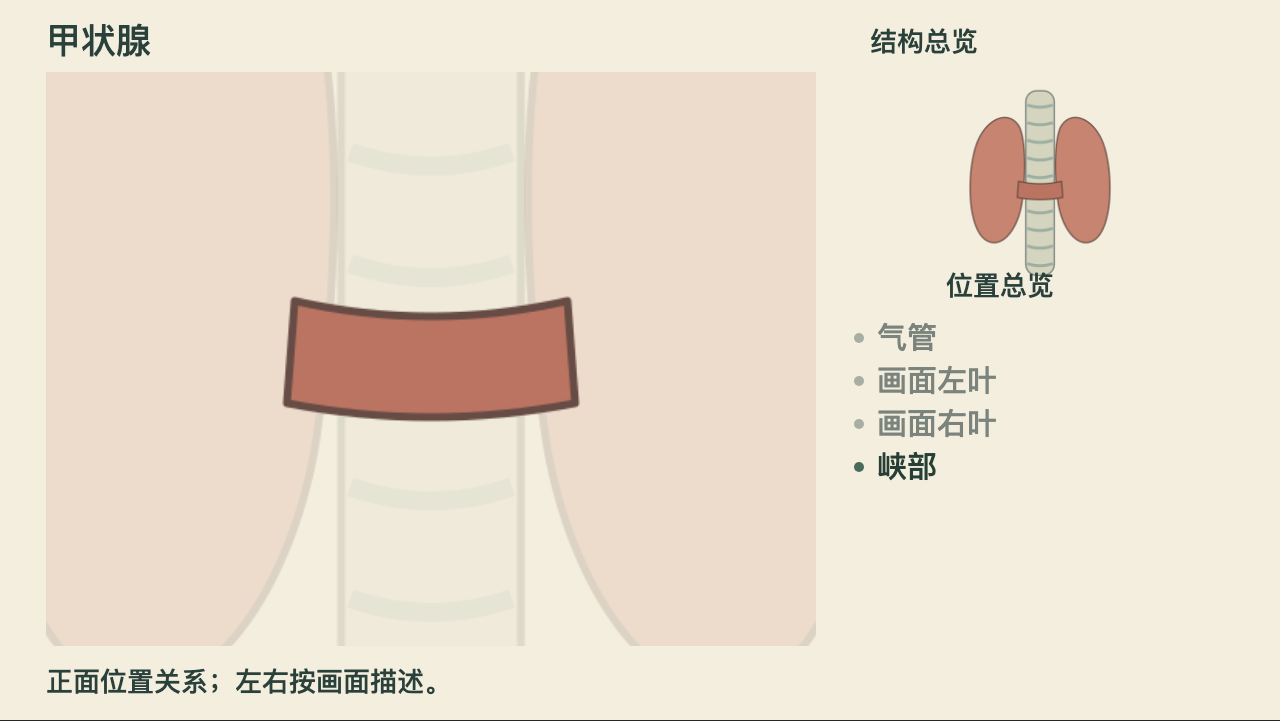 甲状腺
结构总览
位置总览
气管
画面左叶
画面右叶
峡部
正面位置关系；左右按画面描述。